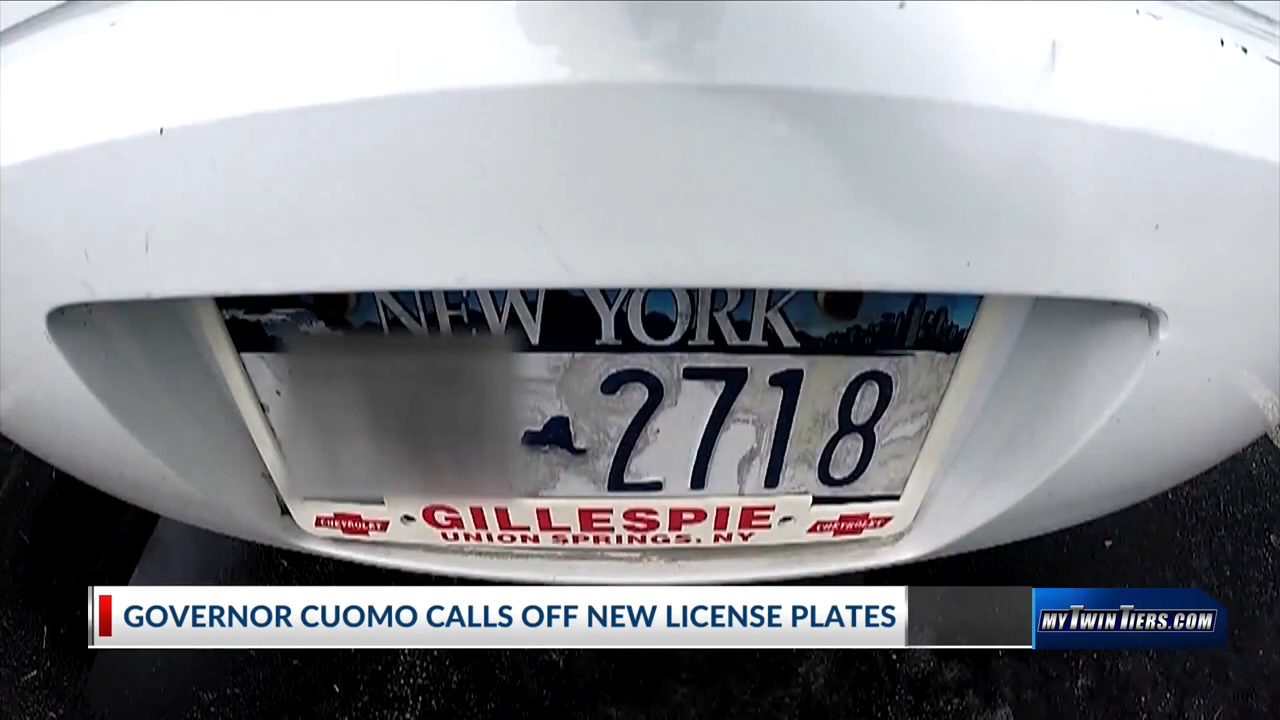 NEW YORK
2718
CHEVROLET GILLESPIE CHEVROLET
UNION SPRINGS, NY
GOVERNOR CUOMO CALLS OFF NEW LICENSE PLATES
MYTWINTIERS.COM